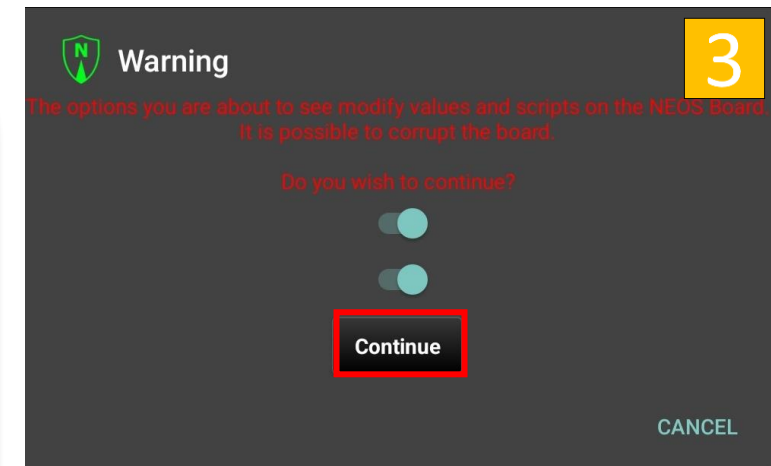 N
Warning
3
The options you are about to see modify values and scripts on the NEOS Board.
It is possible to corrupt the board.
Do you wish to continue?
Continue
CANCEL